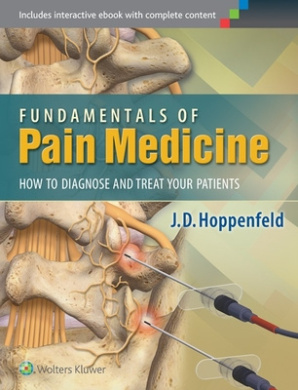 Includes interactive ebook with complete content
FUNDAMENTALS OF
Pain Medicine
HOW TO DIAGNOSE AND TREAT YOUR PATIENTS
J.D. Hoppenfeld
Wolters Kluwer